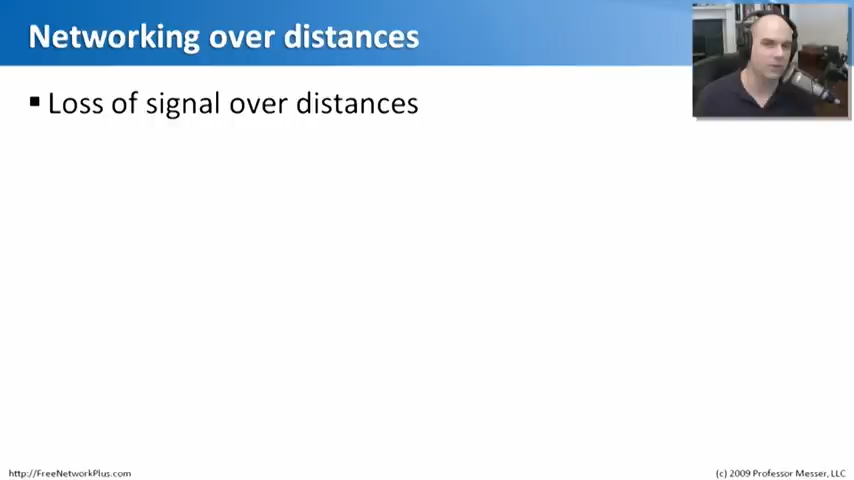 Networking over distances
▪ Loss of signal over distances
http://FreeNetworkPlus.com
(c) 2009 Professor Messer, LLC